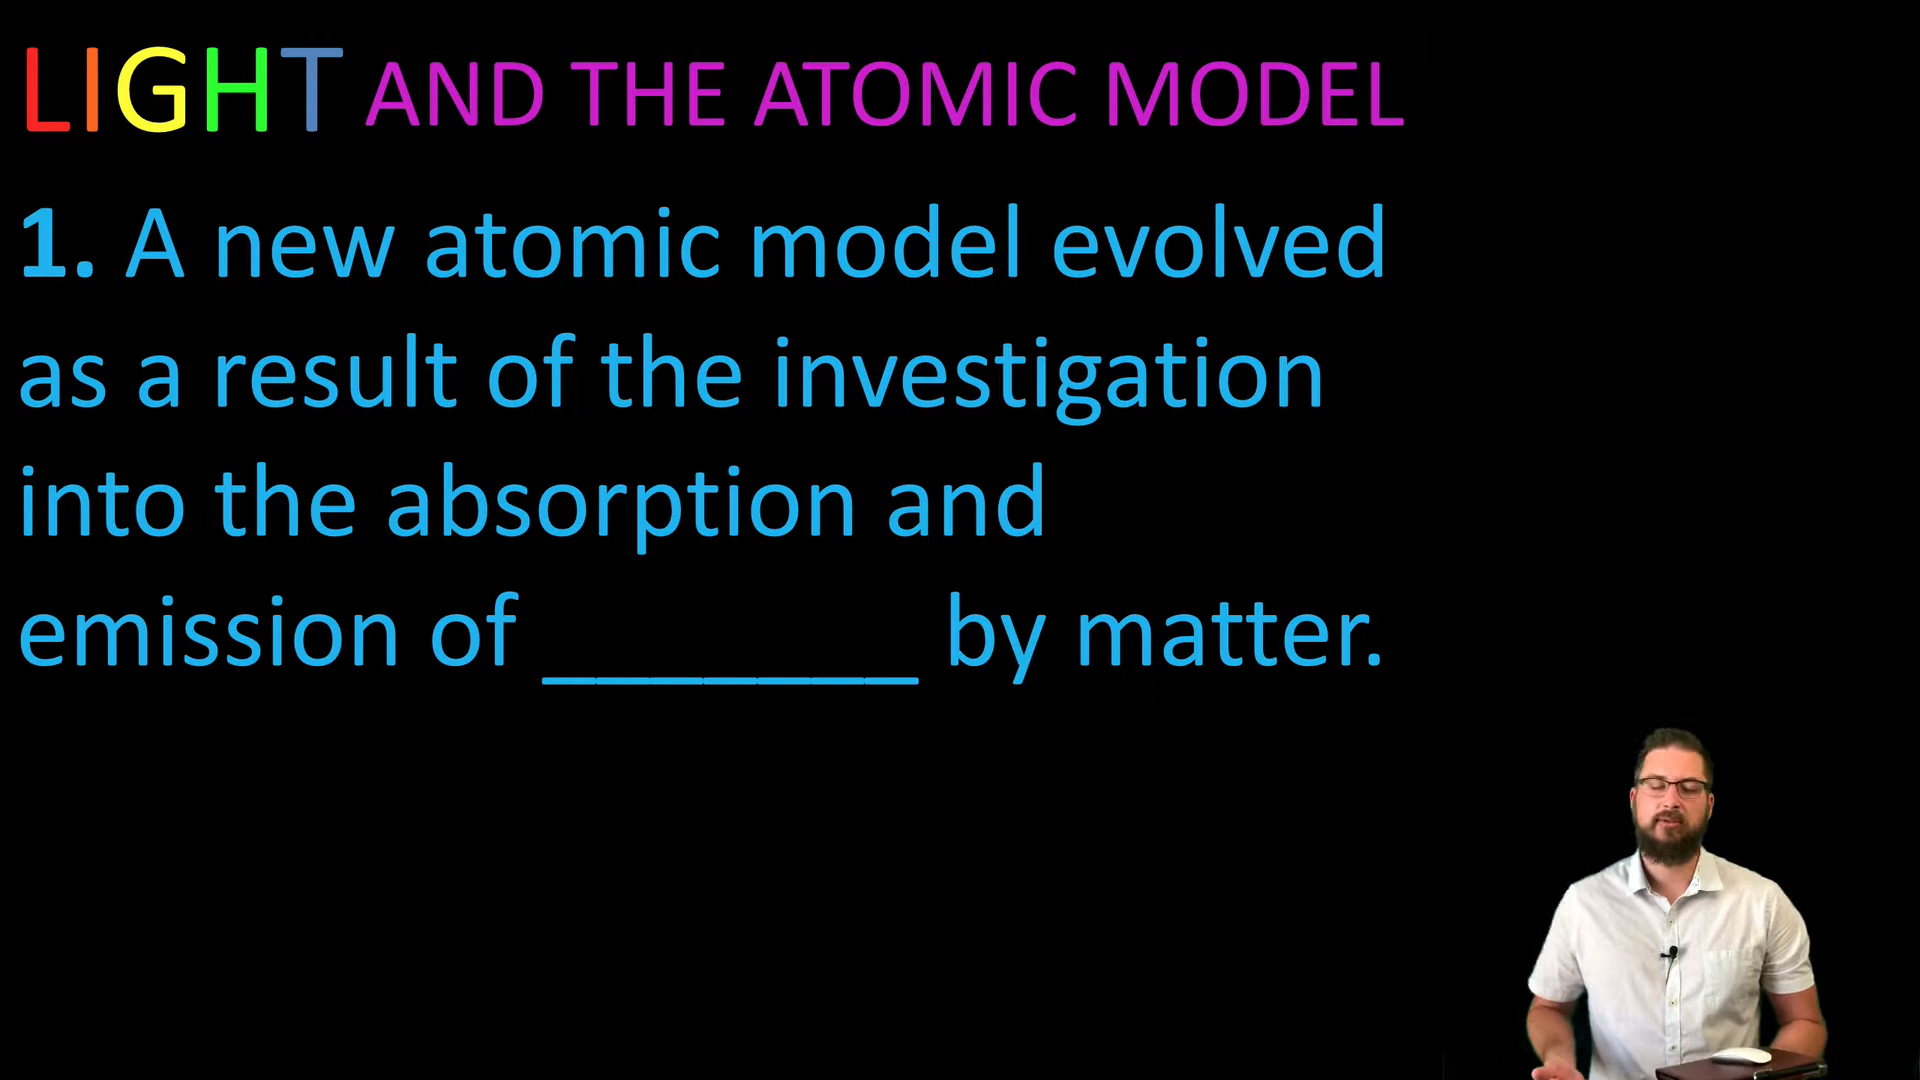 LIGHT AND THE ATOMIC MODEL
1. A new atomic model evolved
as a result of the investigation
into the absorption and
emission of _______ by matter.